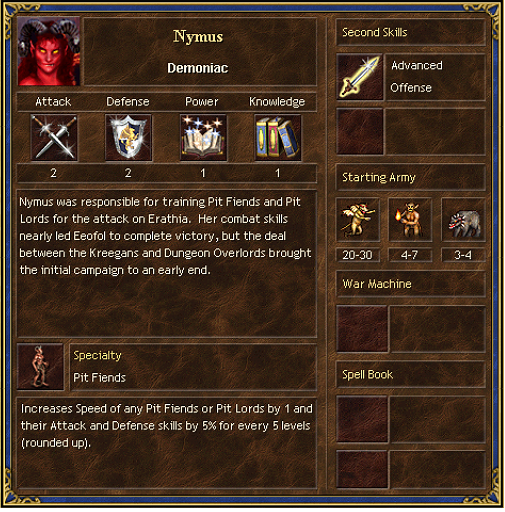 Nymus
Demoniac
Attack
Defense
Power
Knowledge
2
2
1
1
Nymus was responsible for training Pit Fiends and Pit
Lords for the attack on Erathia. Her combat skills
nearly led Eeofol to complete victory, but the deal
between the Kreegans and Dungeon Overlords brought
the initial campaign to an early end.
Specialty
Pit Fiends
Increases Speed of any Pit Fiends or Pit Lords by 1 and
their Attack and Defense skills by 5% for every 5 levels
(rounded up).
Second Skills
Advanced
Offense
Starting Army
20-30
4-7
3-4
War Machine
Spell Book